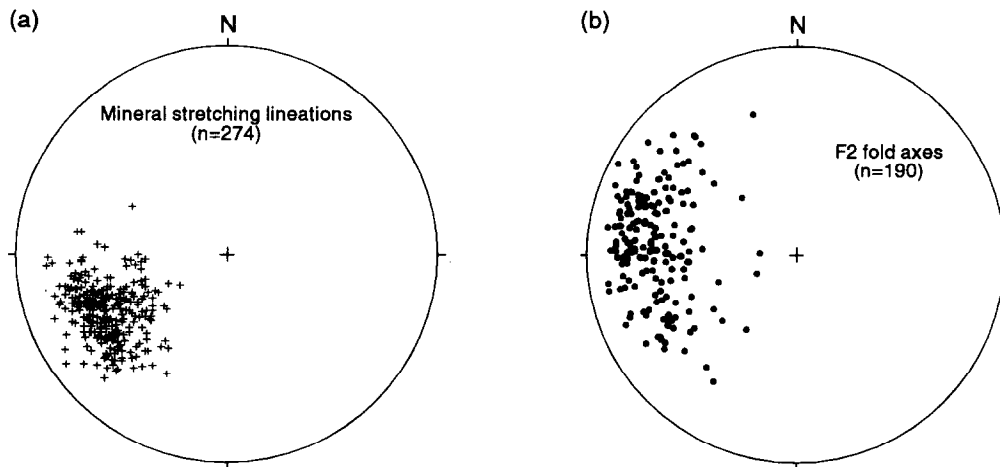 (a)
N
Mineral stretching lineations
(n=274)
(b)
N
F2 fold axes
(n=190)